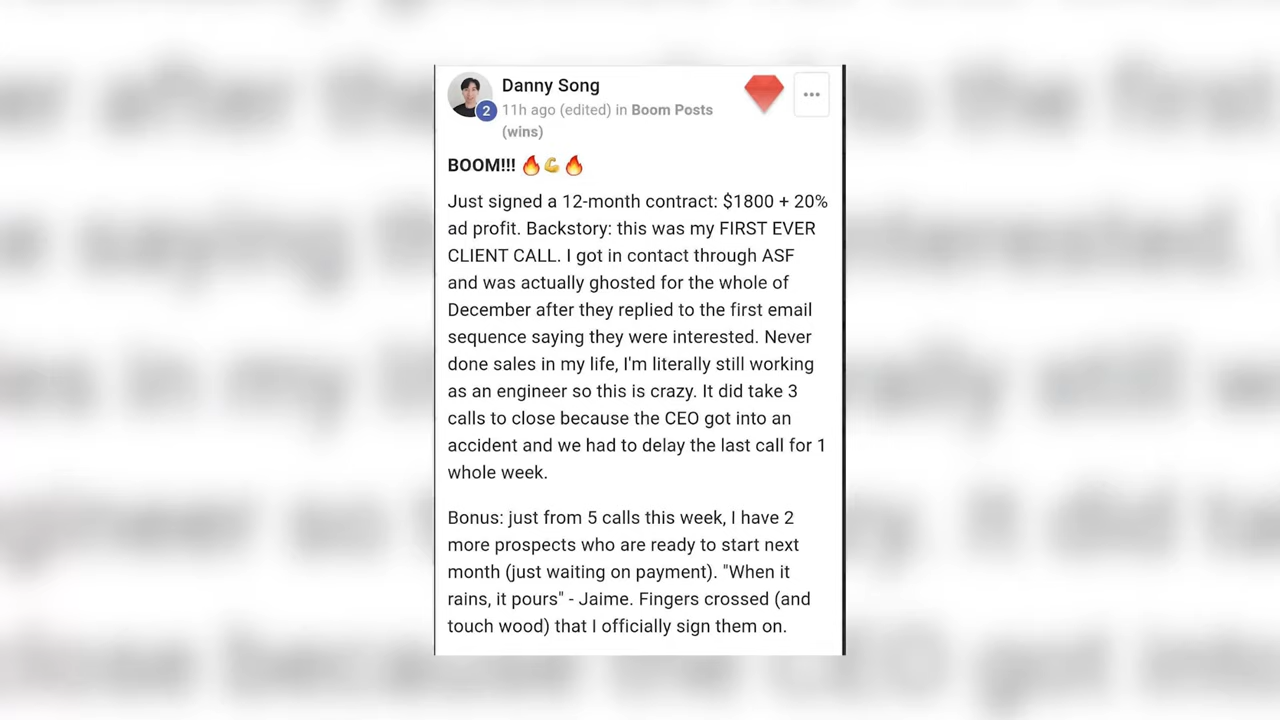 Danny Song
2
11h ago (edited) in Boom Posts
(wins)
BOOM!!! 🔥💪🔥
Just signed a 12-month contract: $1800 + 20%
ad profit. Backstory: this was my FIRST EVER
CLIENT CALL. I got in contact through ASF
and was actually ghosted for the whole of
December after they replied to the first email
sequence saying they were interested. Never
done sales in my life, I'm literally still working
as an engineer so this is crazy. It did take 3
calls to close because the CEO got into an
accident and we had to delay the last call for 1
whole week.
Bonus: just from 5 calls this week, I have 2
more prospects who are ready to start next
month (just waiting on payment). "When it
rains, it pours" - Jaime. Fingers crossed (and
touch wood) that I officially sign them on.